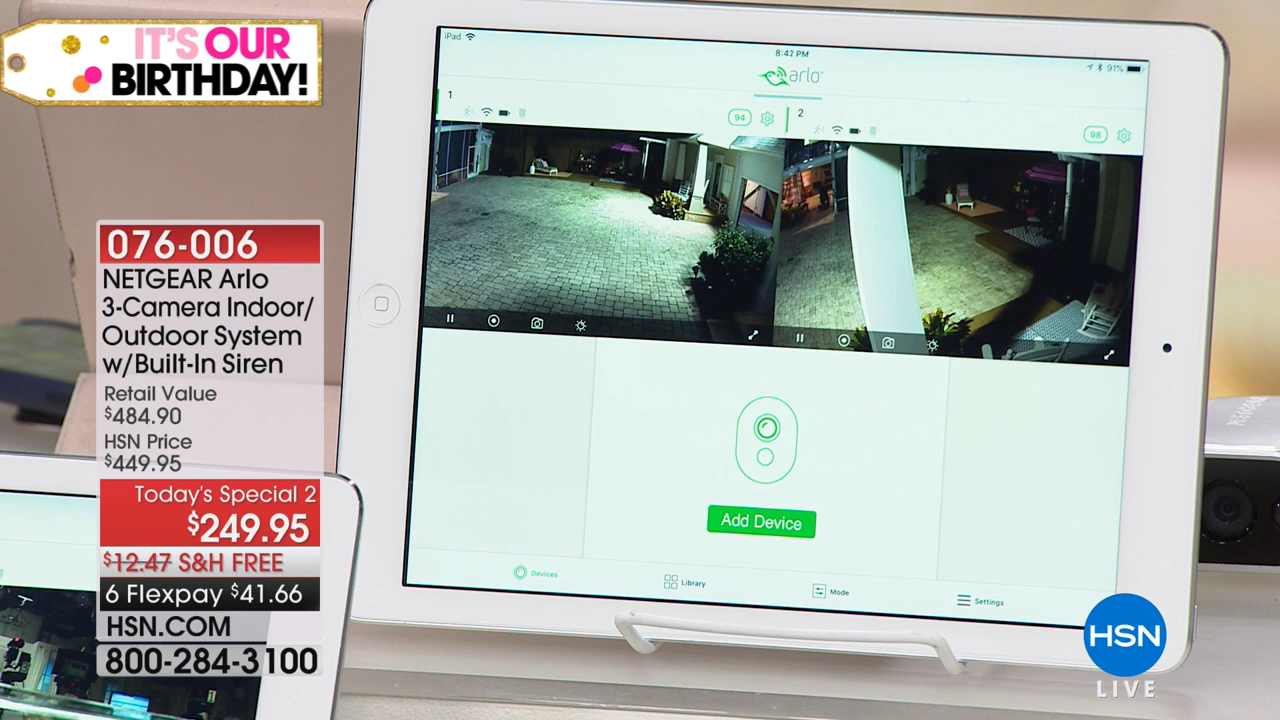 IT'S OUR
BIRTHDAY!
076-006
NETGEAR Arlo
3-Camera Indoor/
Outdoor System
w/Built-In Siren
Retail Value
$484.90
HSN Price
$449.95
Today's Special 2
$249.95
$12.47 S&H FREE
6 Flexpay $41.66
HSN.COM
800-284-3100
iPad
8:42 PM
91%
arlo
1
94
2
98
Add Device
Devices
Library
Mode
Settings
HSN
LIVE